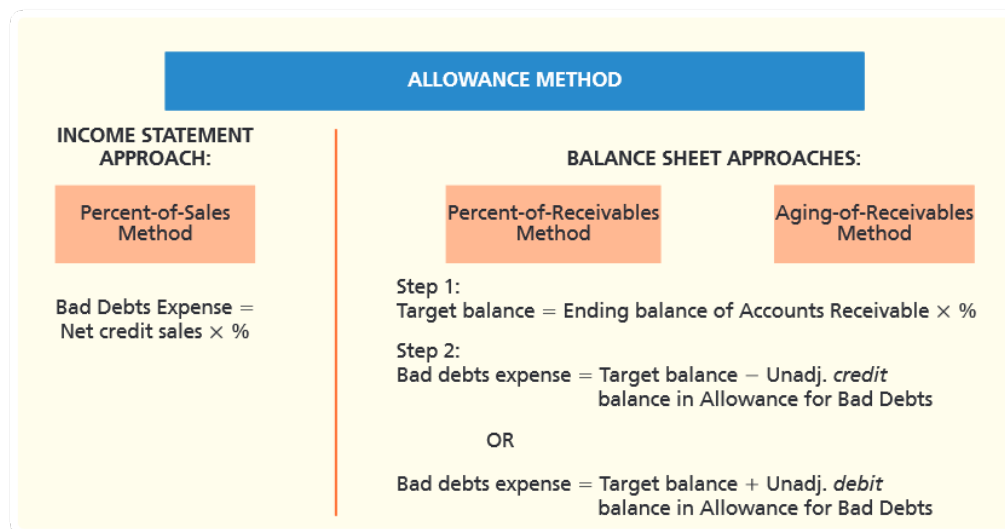 ALLOWANCE METHOD
INCOME STATEMENT
APPROACH:
Percent-of-Sales
Method
Bad Debts Expense =
Net credit sales × %
BALANCE SHEET APPROACHES:
Percent-of-Receivables
Method
Aging-of-Receivables
Method
Step 1:
Target balance = Ending balance of Accounts Receivable × %
Step 2:
Bad debts expense = Target balance − Unadj. credit
balance in Allowance for Bad Debts
OR
Bad debts expense = Target balance + Unadj. debit
balance in Allowance for Bad Debts